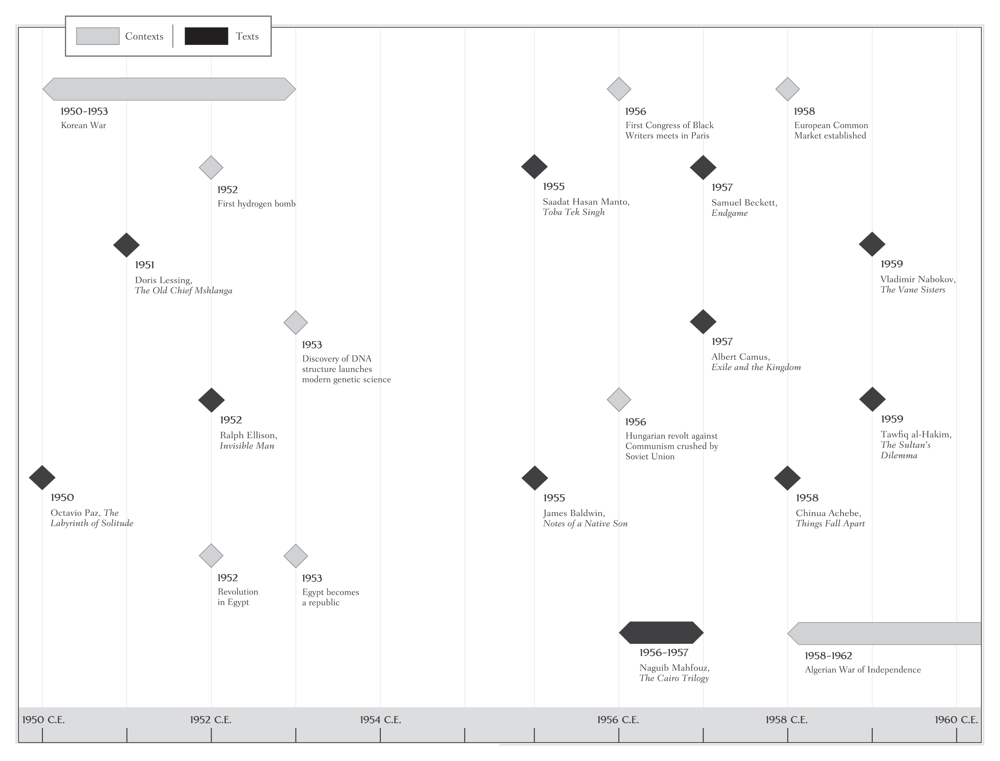 Contexts
Texts
1950–1953
Korean War
1956
First Congress of Black
Writers meets in Paris
1958
European Common
Market established
1952
First hydrogen bomb
1955
Saadat Hasan Manto,
Toba Tek Singh
1957
Samuel Beckett,
Endgame
1951
Doris Lessing,
The Old Chief Mshlanga
1959
Vladimir Nabokov,
The Vane Sisters
1953
Discovery of DNA
structure launches
modern genetic science
1957
Albert Camus,
Exile and the Kingdom
1952
Ralph Ellison,
Invisible Man
1956
Hungarian revolt against
Communism crushed by
Soviet Union
1959
Tawfiq al-Hakim,
The Sultan's
Dilemma
1950
Octavio Paz, The
Labyrinth of Solitude
1955
James Baldwin,
Notes of a Native Son
1958
Chinua Achebe,
Things Fall Apart
1952
Revolution
in Egypt
1953
Egypt becomes
a republic
1956–1957
Naguib Mahfouz,
The Cairo Trilogy
1958–1962
Algerian War of Independence
1950 C.E.
1952 C.E.
1954 C.E.
1956 C.E.
1958 C.E.
1960 C.E.